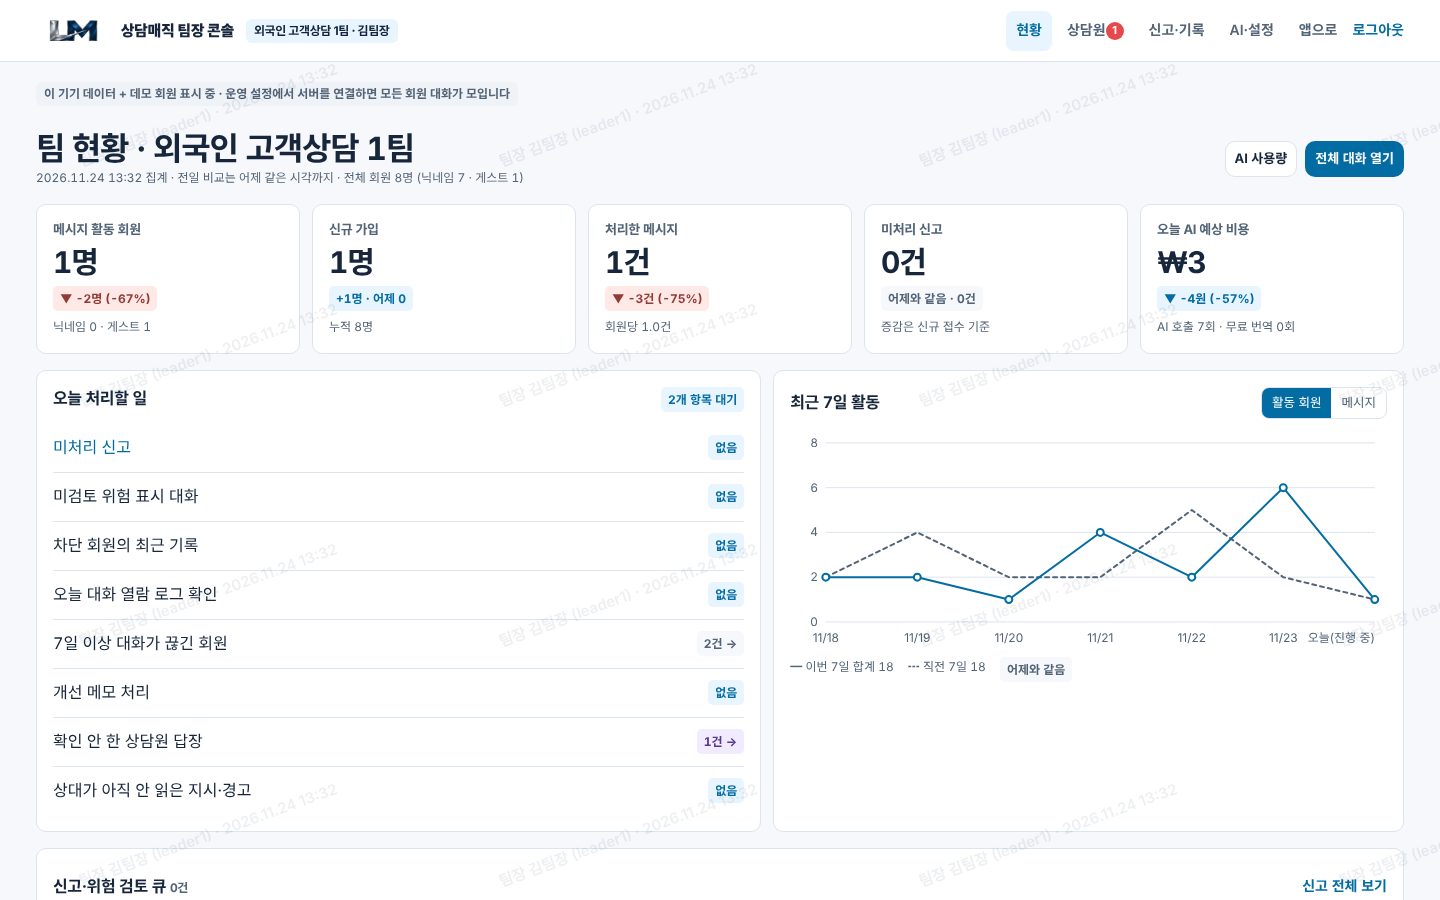 LM 상담매직 팀장 콘솔 외국인 고객상담 1팀 · 김팀장 현황 상담원 1 신고·기록 AI·설정 앱으로 로그아웃
이 기기 데이터 + 데모 회원 표시 중 · 운영 설정에서 서버를 연결하면 모든 회원 대화가 모입니다
팀 현황 · 외국인 고객상담 1팀
2026.11.24 13:32 집계 · 전일 비교는 어제 같은 시각까지 · 전체 회원 8명 (닉네임 7 · 게스트 1)
AI 사용량 전체 대화 열기
메시지 활동 회원
1명
▼ -2명 (-67%)
닉네임 0 · 게스트 1
신규 가입
1명
+1명 · 어제 0
누적 8명
처리한 메시지
1건
▼ -3건 (-75%)
회원당 1.0건
미처리 신고
0건
어제와 같음 · 0건
증감은 신규 접수 기준
오늘 AI 예상 비용
₩3
▼ -4원 (-57%)
AI 호출 7회 · 무료 번역 0회
오늘 처리할 일 2개 항목 대기
미처리 신고 없음
미검토 위험 표시 대화 없음
차단 회원의 최근 기록 없음
오늘 대화 열람 로그 확인 없음
7일 이상 대화가 끊긴 회원 2건 →
개선 메모 처리 없음
확인 안 한 상담원 답장 1건 →
상대가 아직 안 읽은 지시·경고 없음
최근 7일 활동 활동 회원 메시지
8
6
4
2
0
11/18 11/19 11/20 11/21 11/22 11/23 오늘(진행 중)
이번 7일 합계 18 직전 7일 18 어제와 같음
신고·위험 검토 큐 0건 신고 전체 보기
팀장 김팀장 (leader1) · 2026.11.24 13:32